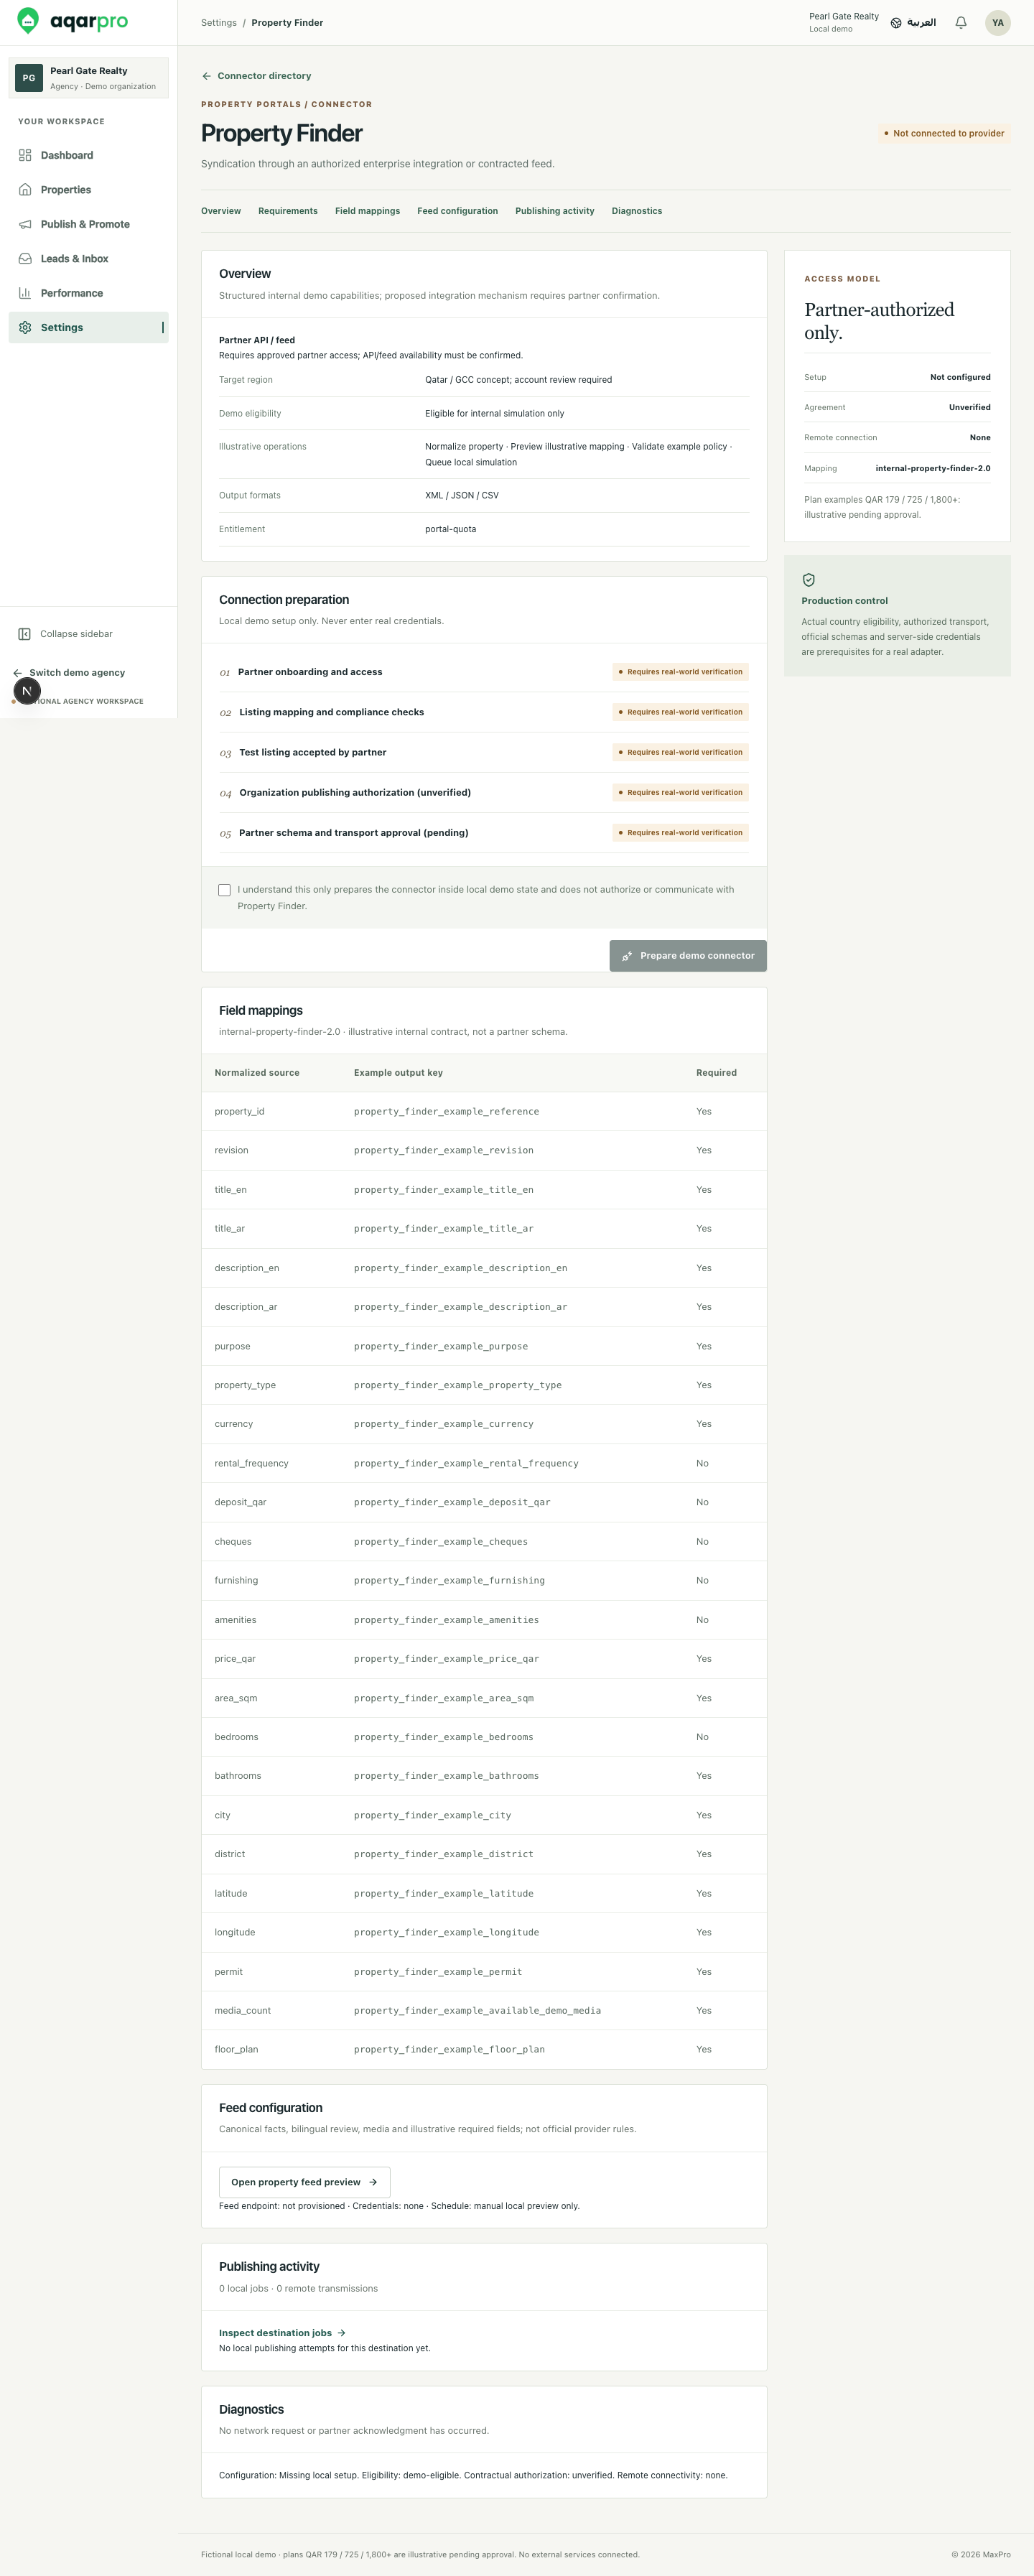 aqarpro
PG
Pearl Gate Realty
Agency · Demo organization
YOUR WORKSPACE
Dashboard
Properties
Publish & Promote
Leads & Inbox
Performance
Settings
Collapse sidebar
Switch demo agency
N
IONAL AGENCY WORKSPACE
Settings / Property Finder
Pearl Gate Realty
Local demo
العربية
YA
Connector directory
PROPERTY PORTALS / CONNECTOR
Property Finder
Not connected to provider
Syndication through an authorized enterprise integration or contracted feed.
Overview Requirements Field mappings Feed configuration Publishing activity Diagnostics
Overview
Structured internal demo capabilities; proposed integration mechanism requires partner confirmation.
Partner API / feed
Requires approved partner access; API/feed availability must be confirmed.
Target region Qatar / GCC concept; account review required
Demo eligibility Eligible for internal simulation only
Illustrative operations Normalize property · Preview illustrative mapping · Validate example policy ·
Queue local simulation
Output formats XML / JSON / CSV
Entitlement portal-quota
ACCESS MODEL
Partner-authorized
only.
Setup Not configured
Agreement Unverified
Remote connection None
Mapping internal-property-finder-2.0
Plan examples QAR 179 / 725 / 1,800+:
illustrative pending approval.
Production control
Actual country eligibility, authorized transport,
official schemas and server-side credentials
are prerequisites for a real adapter.
Connection preparation
Local demo setup only. Never enter real credentials.
01 Partner onboarding and access Requires real-world verification
02 Listing mapping and compliance checks Requires real-world verification
03 Test listing accepted by partner Requires real-world verification
04 Organization publishing authorization (unverified) Requires real-world verification
05 Partner schema and transport approval (pending) Requires real-world verification
I understand this only prepares the connector inside local demo state and does not authorize or communicate with
Property Finder.
Prepare demo connector
Field mappings
internal-property-finder-2.0 · illustrative internal contract, not a partner schema.
Normalized source Example output key Required
property_id property_finder_example_reference Yes
revision property_finder_example_revision Yes
title_en property_finder_example_title_en Yes
title_ar property_finder_example_title_ar Yes
description_en property_finder_example_description_en Yes
description_ar property_finder_example_description_ar Yes
purpose property_finder_example_purpose Yes
property_type property_finder_example_property_type Yes
currency property_finder_example_currency Yes
rental_frequency property_finder_example_rental_frequency No
deposit_qar property_finder_example_deposit_qar No
cheques property_finder_example_cheques No
furnishing property_finder_example_furnishing No
amenities property_finder_example_amenities No
price_qar property_finder_example_price_qar Yes
area_sqm property_finder_example_area_sqm Yes
bedrooms property_finder_example_bedrooms No
bathrooms property_finder_example_bathrooms Yes
city property_finder_example_city Yes
district property_finder_example_district Yes
latitude property_finder_example_latitude Yes
longitude property_finder_example_longitude Yes
permit property_finder_example_permit Yes
media_count property_finder_example_available_demo_media Yes
floor_plan property_finder_example_floor_plan Yes
Feed configuration
Canonical facts, bilingual review, media and illustrative required fields; not official provider rules.
Open property feed preview
Feed endpoint: not provisioned · Credentials: none · Schedule: manual local preview only.
Publishing activity
0 local jobs · 0 remote transmissions
Inspect destination jobs
No local publishing attempts for this destination yet.
Diagnostics
No network request or partner acknowledgment has occurred.
Configuration: Missing local setup. Eligibility: demo-eligible. Contractual authorization: unverified. Remote connectivity: none.
Fictional local demo · plans QAR 179 / 725 / 1,800+ are illustrative pending approval. No external services connected.
© 2026 MaxPro